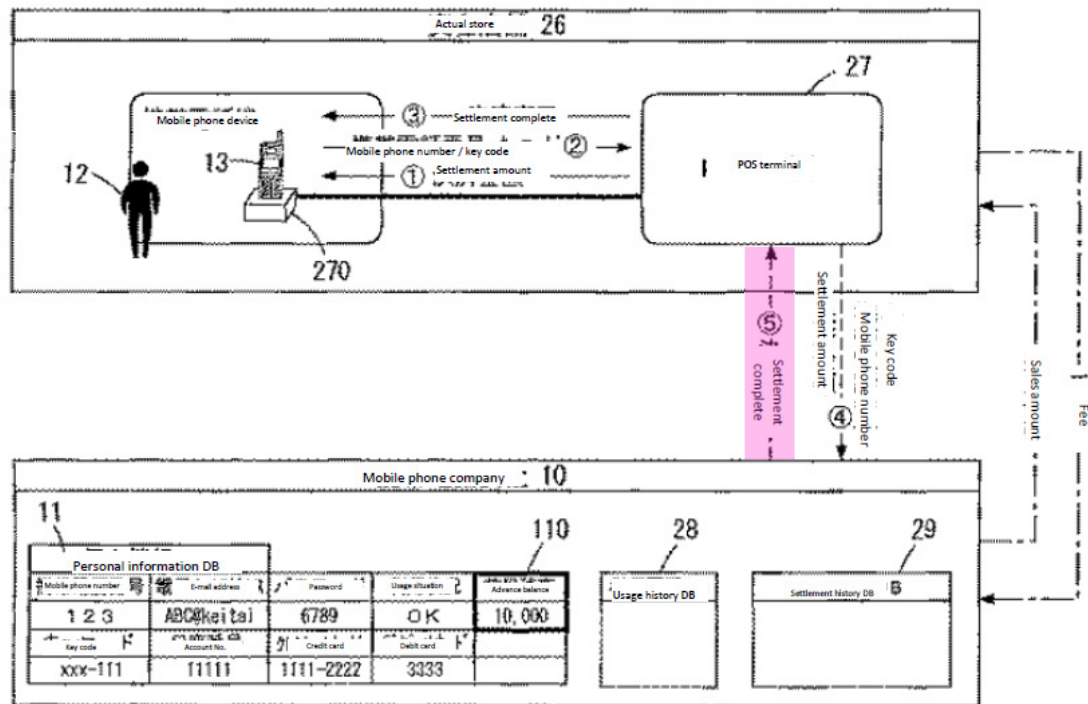 Actual store 26
27
Mobile phone device
③ Settlement complete
Mobile phone number / key code ②
① Settlement amount
POS terminal
12
13
270
⑤
Settlement
complete
Settlement amount
Mobile phone number
Key code
④
Sales amount
Fee
Mobile phone company 10
11
110
28
29
Personal information DB
Mobile phone number 号 E-mail address Password Usage situation Advance balance
123 ABC@keitai 6789 OK 10,000
Key code ド Account No. Credit card Debit card ド
xxx-111 11111 1111-2222 3333
Usage history DB
Settlement history DB B